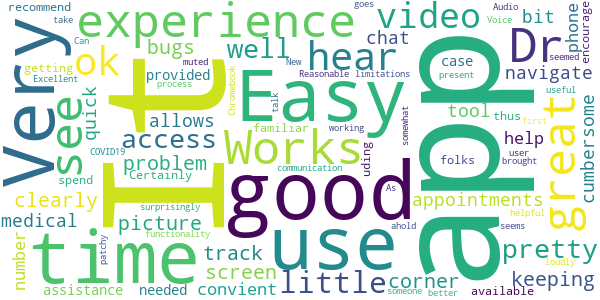 recommend
take
experience
video
goes
Audio
Voice
bit
phone
encourage
Very
ok
Can
bugs
well
chat
hear
Dr
seemed
see
getting
Excellent
quick
provided
muted
process
New
Reasonable
limitations
case
present
navigate
It
Easy
app
allows
access
Chromebook
talk
tool
useful
thus
first
great
cumbersome
familiar
working
somewhat
COVID19
problem
Works
uding
folks
help
user
brought
spend
Certainly
communication
clearly
good
As
appointments
helpful
medical
picture
surprisingly
functionality
number
time
patchy
track
use
ahold
seems
pretty
screen
little
corner
loudly
keeping
assistance
needed
convient
someone
better
available